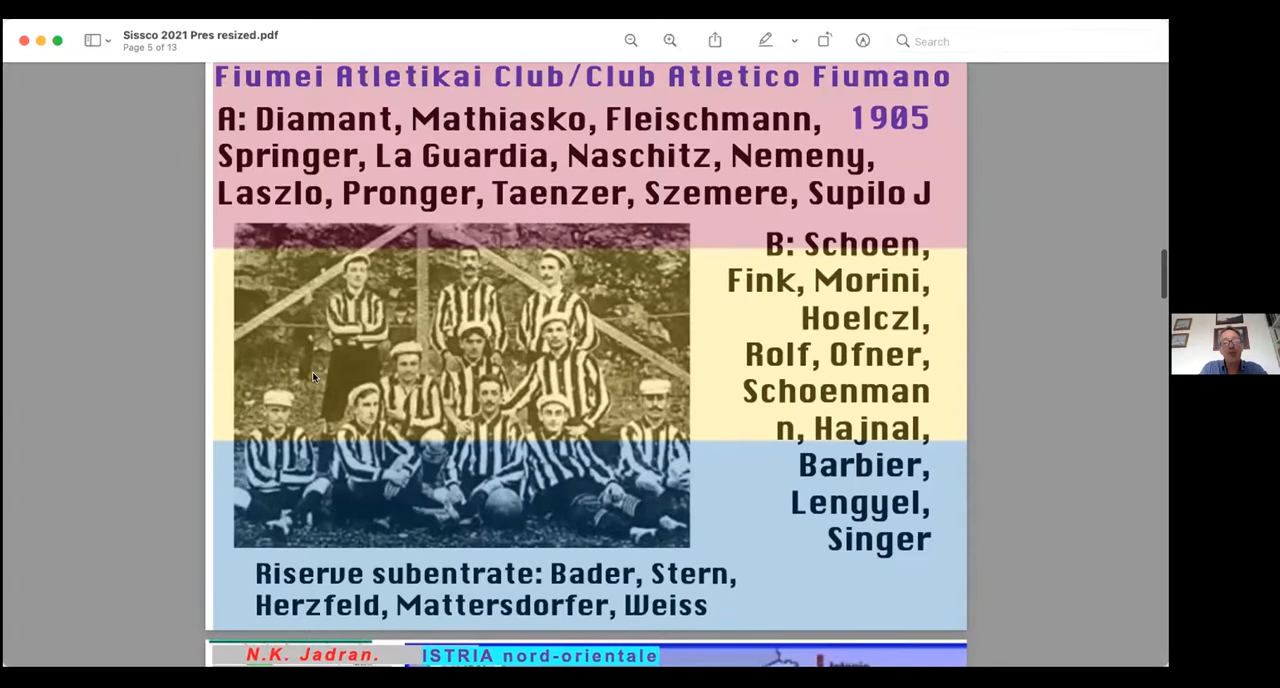 Sissco 2021 Pres resized.pdf
Page 5 of 13
Search
Fiumei Atletikai Club/Club Atletico Fiumano
A: Diamant, Mathiasko, Fleischmann, 1905
Springer, La Guardia, Naschitz, Nemeny,
Laszlo, Pronger, Taenzer, Szemere, Supilo J
B: Schoen,
Fink, Morini,
Hoelczl,
Rolf, Ofner,
Schoenman
n, Hajnal,
Barbier,
Lengyel,
Singer
Riserve subentrate: Bader, Stern,
Herzfeld, Mattersdorfer, Weiss
N.K. Jadran.
ISTRIA nord-orientale